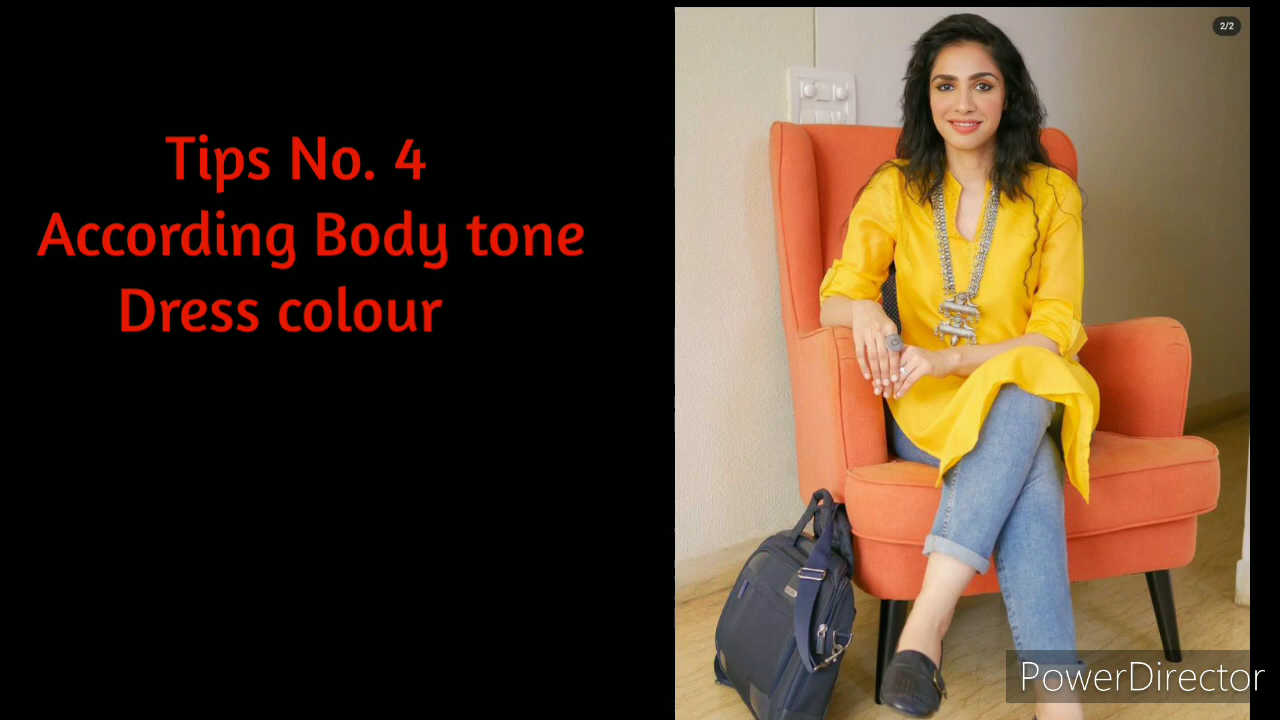 Tips No. 4
According Body tone
Dress colour
2/2
PowerDirector